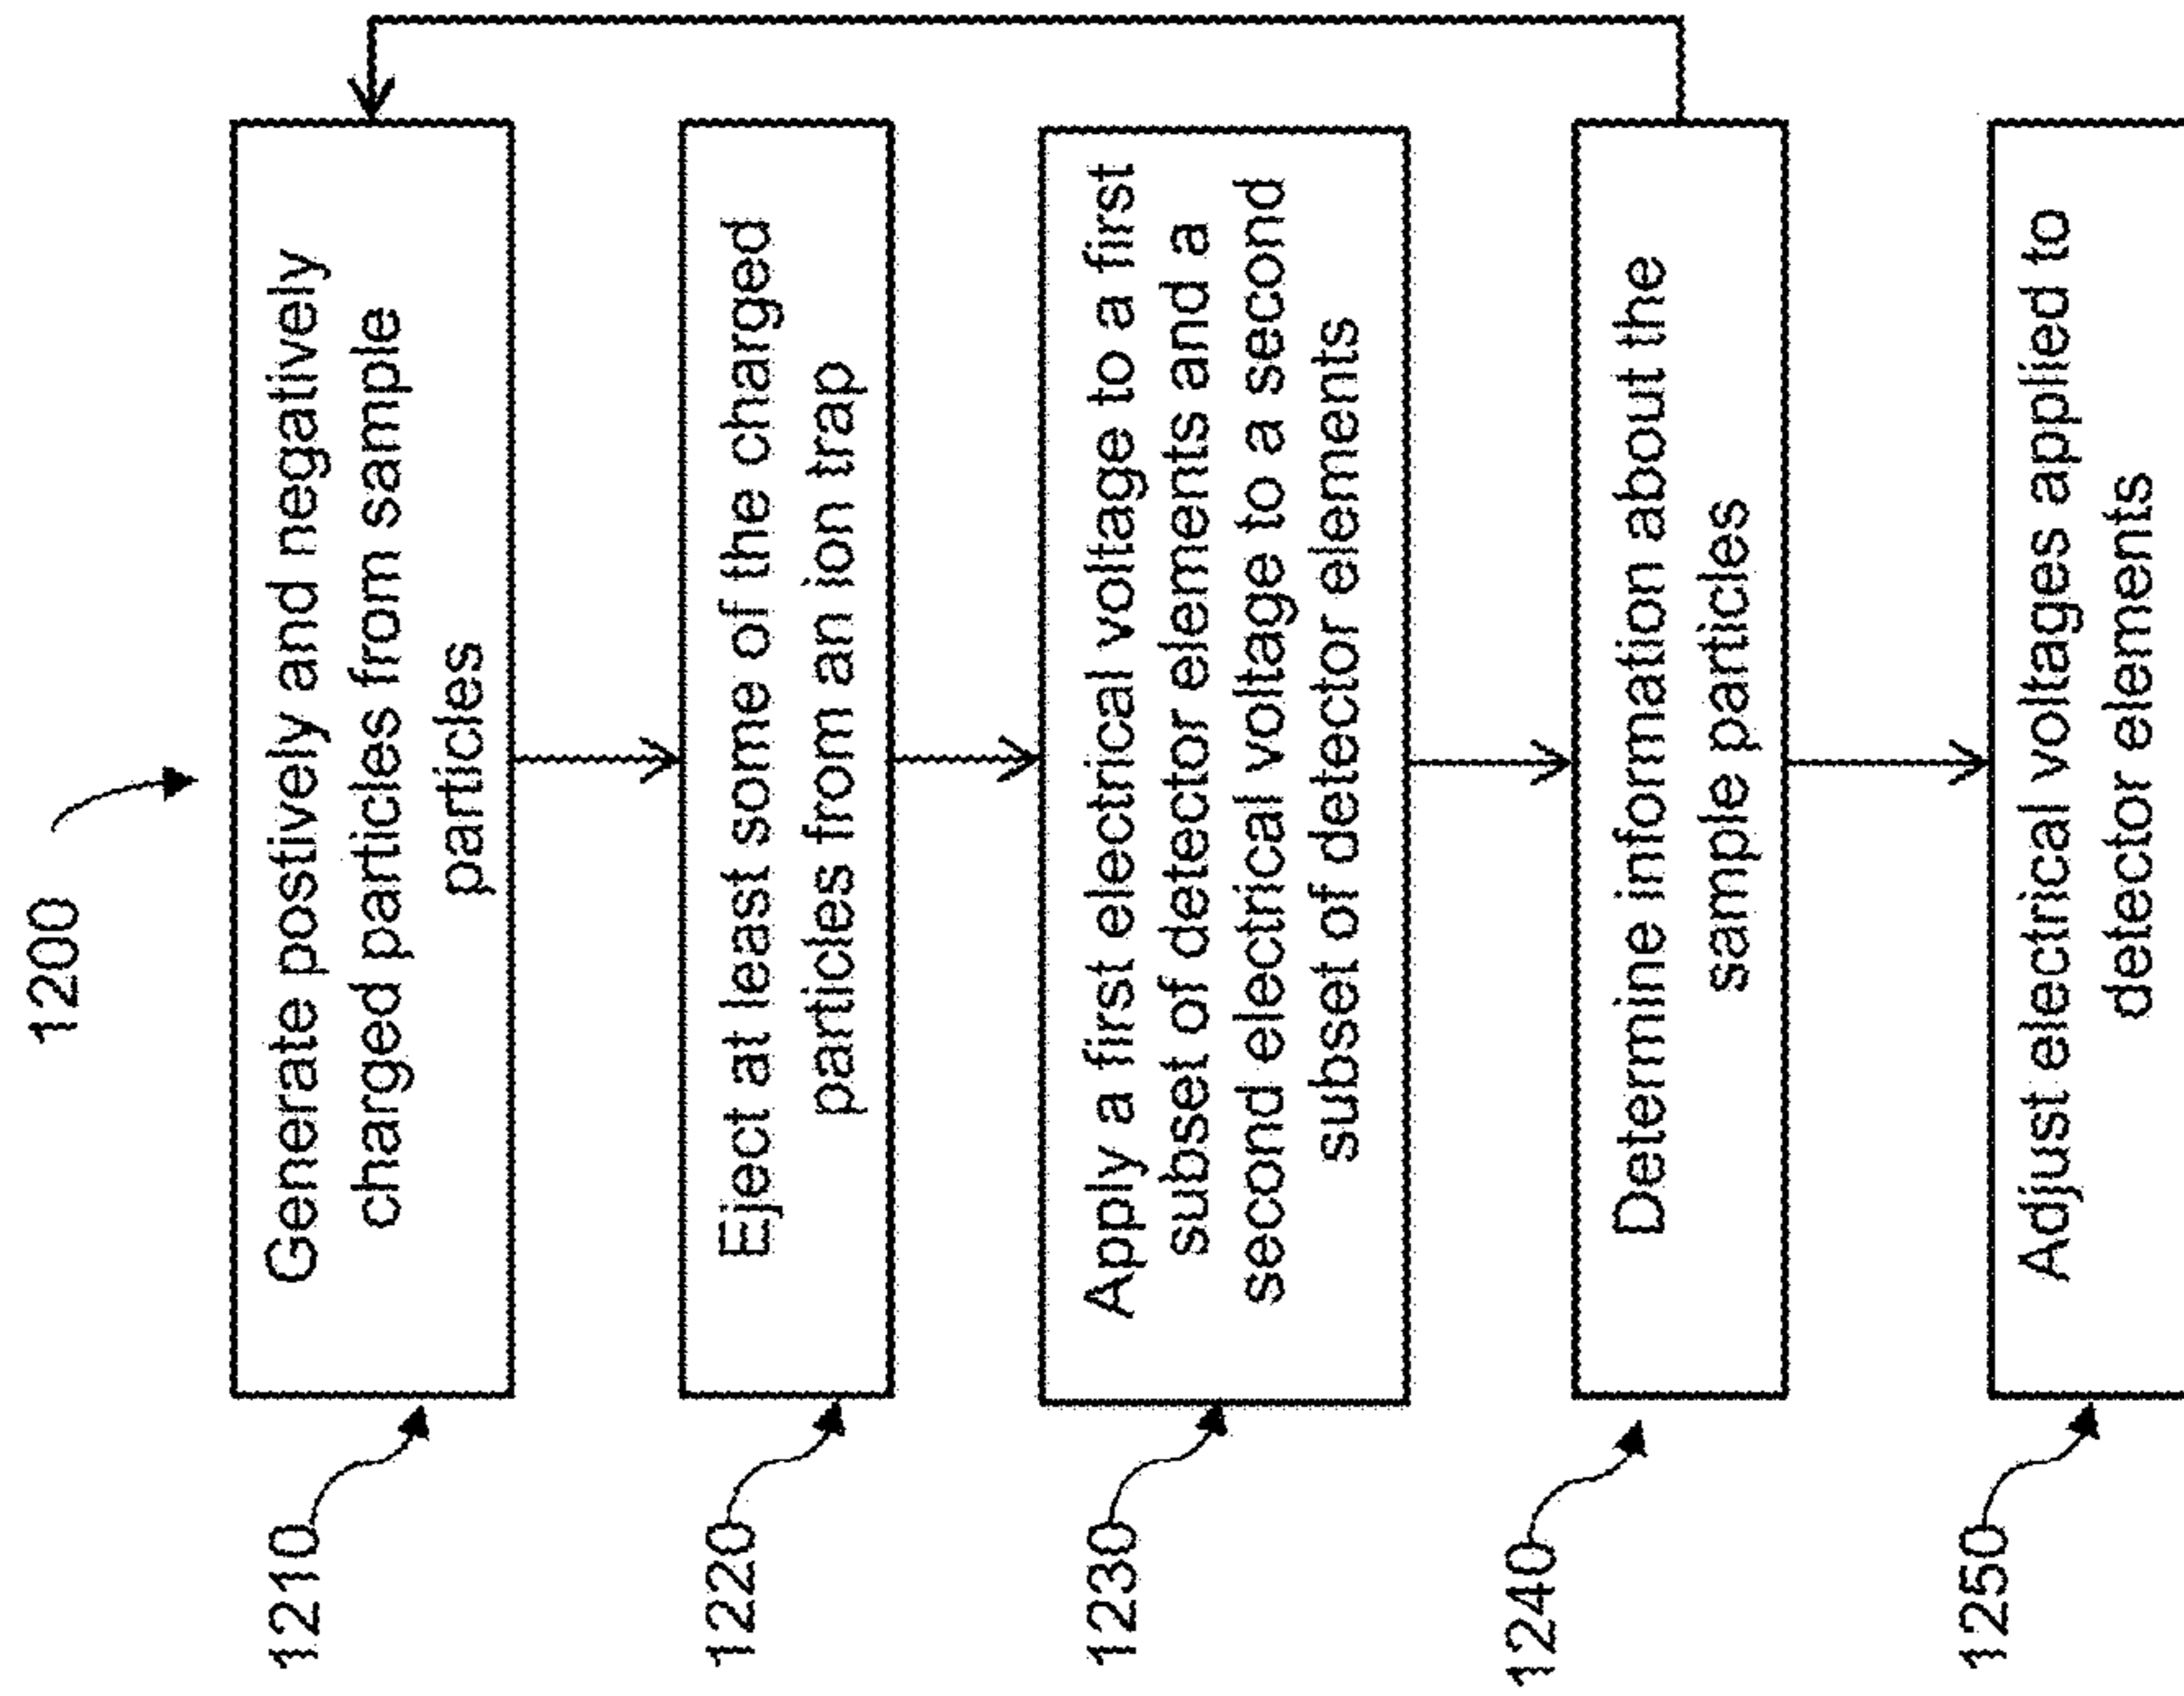 1200
1210
Generate postively and negatively
charged particles from sample
particles
1220
Eject at least some of the charged
particles from an ion trap
1230
Apply a first electrical voltage to a first
subset of detector elements and a
second electrical voltage to a second
subset of detector elements
1240
Determine information about the
sample particles
1250
Adjust electrical voltages applied to
detector elements